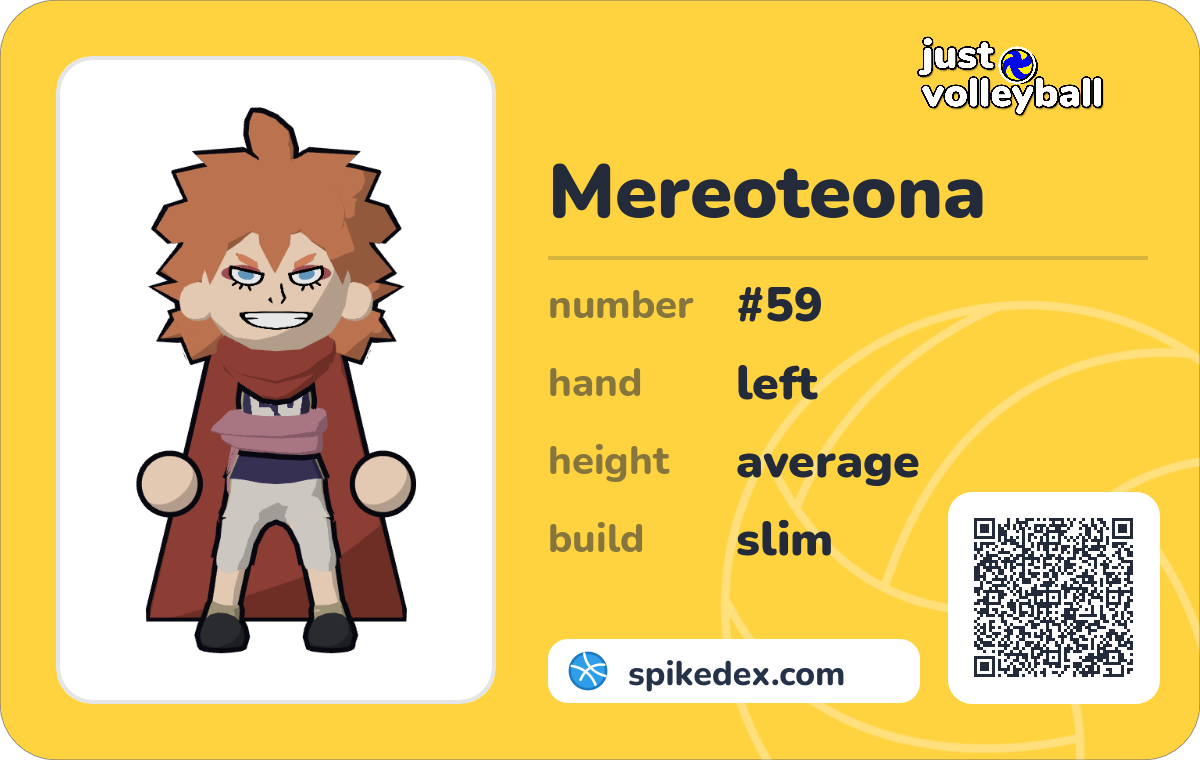 just
volleyball
Mereoteona
number #59
hand left
height average
build slim
spikedex.com